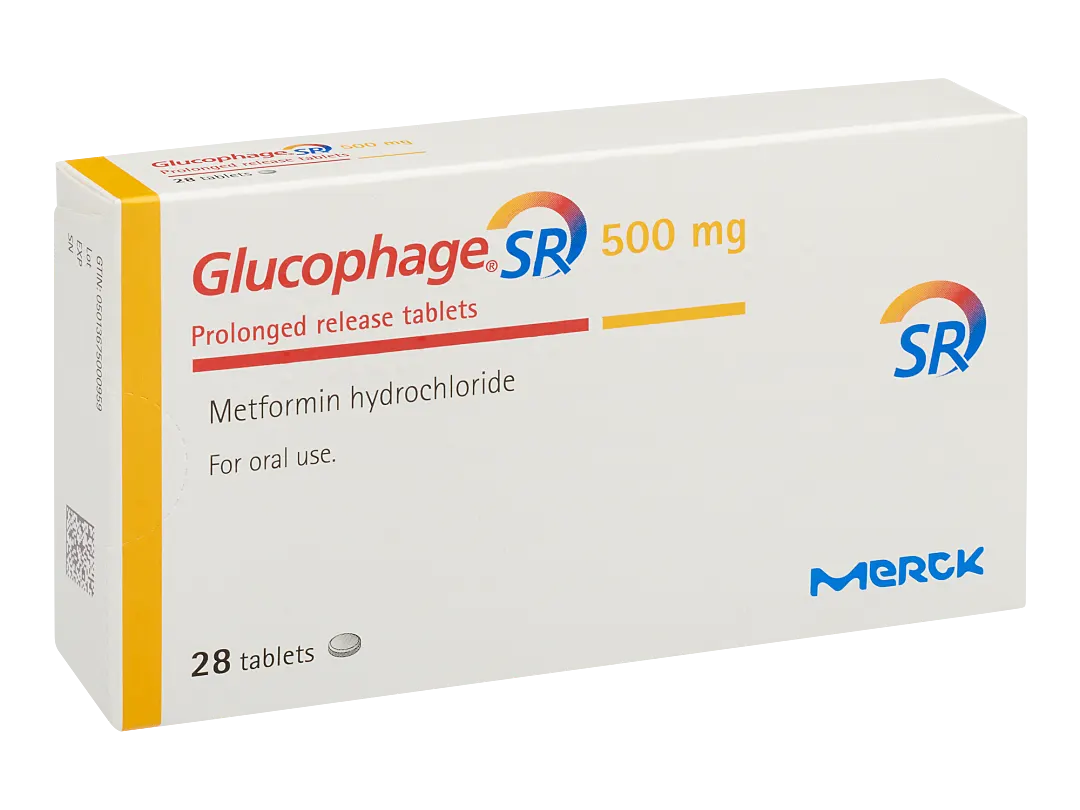 Glucophage SR 500 mg
Prolonged release tablets
28 tablets
Glucophage® SR 500 mg
Prolonged release tablets
Metformin hydrochloride
For oral use.
28 tablets
SR
MERCK
GTIN: 05013675000959
Lot
EXP
SN